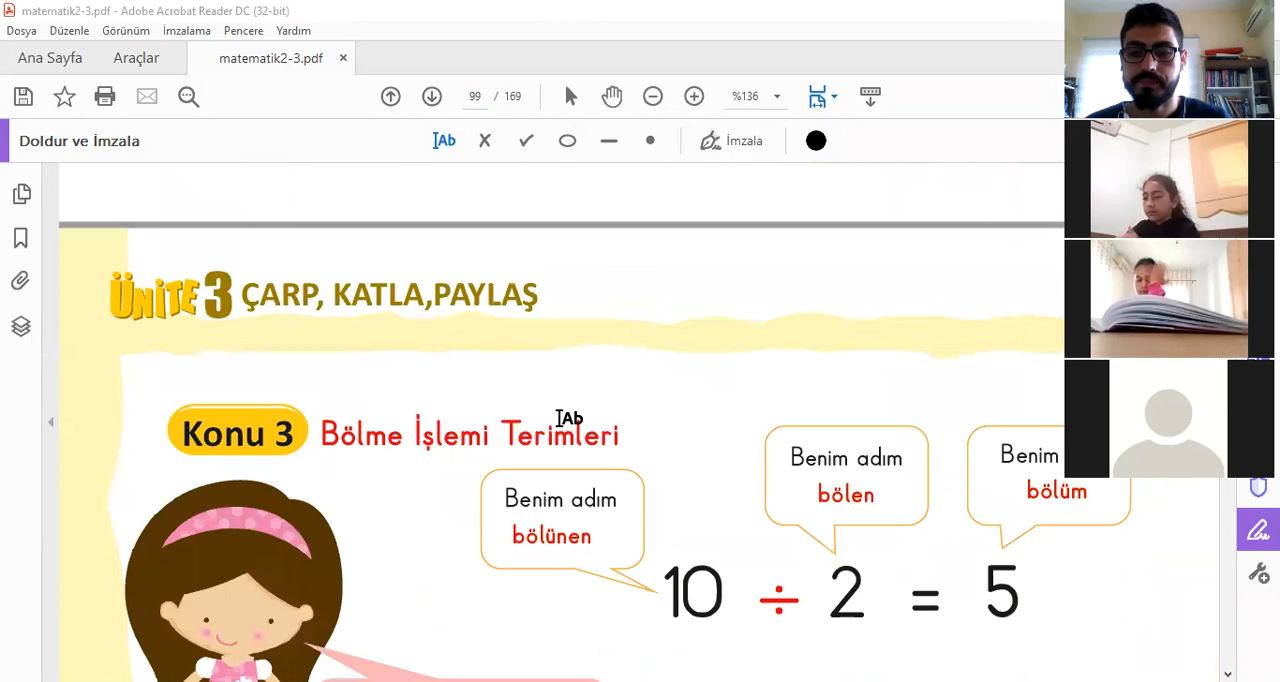 matematik2-3.pdf - Adobe Acrobat Reader DC (32-bit)
Dosya Düzenle Görünüm İmzalama Pencere Yardım
Ana Sayfa Araçlar matematik2-3.pdf ×
99 / 169 %136
Doldur ve İmzala Ab İmzala
ÜNİTE 3 ÇARP, KATLA,PAYLAŞ
Ab
Konu 3 Bölme İşlemi Terimleri
Benim adım
bölünen
Benim adım
bölen
Benim
bölüm
10 ÷ 2 = 5